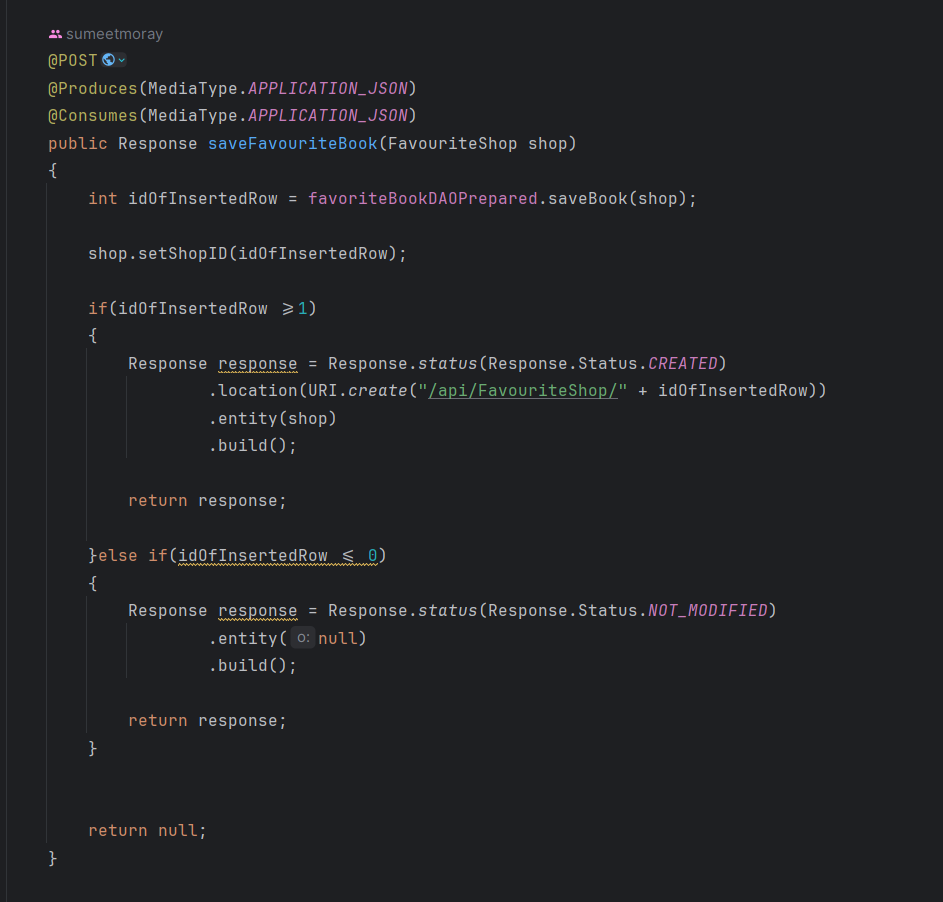 sumeetmoray
@POST
@Produces(MediaType.APPLICATION_JSON)
@Consumes(MediaType.APPLICATION_JSON)
public Response saveFavouriteBook(FavouriteShop shop)
{
int idOfInsertedRow = favoriteBookDAOPrepared.saveBook(shop);
shop.setShopID(idOfInsertedRow);
if(idOfInsertedRow ≥1)
{
Response response = Response.status(Response.Status.CREATED)
.location(URI.create("/api/FavouriteShop/" + idOfInsertedRow))
.entity(shop)
.build();
return response;
}else if(idOfInsertedRow ≤ 0)
{
Response response = Response.status(Response.Status.NOT_MODIFIED)
.entity( o: null)
.build();
return response;
}
return null;
}